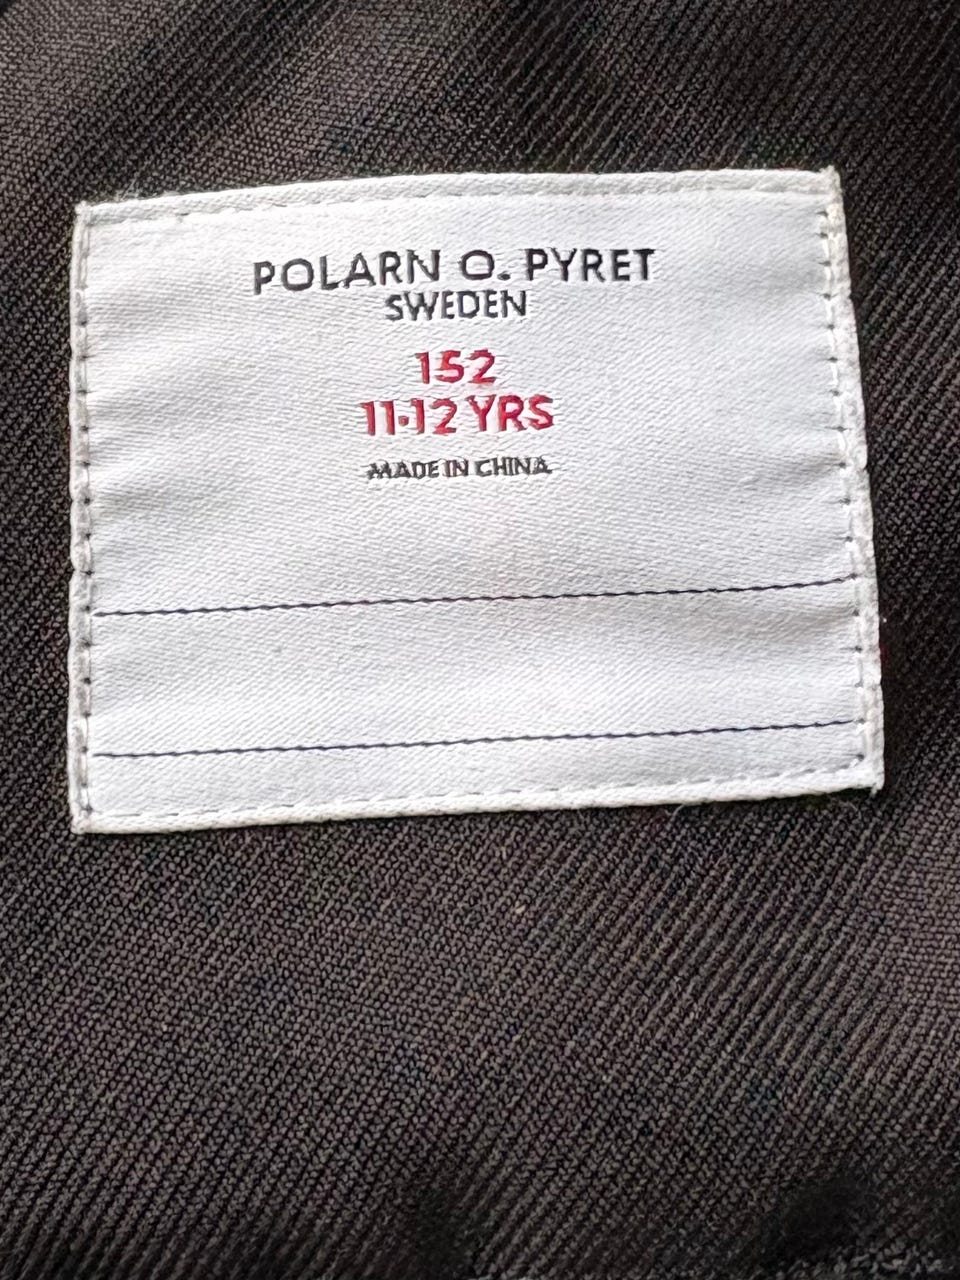 POLARN O. PYRET
SWEDEN
152
11-12 YRS
MADE IN CHINA